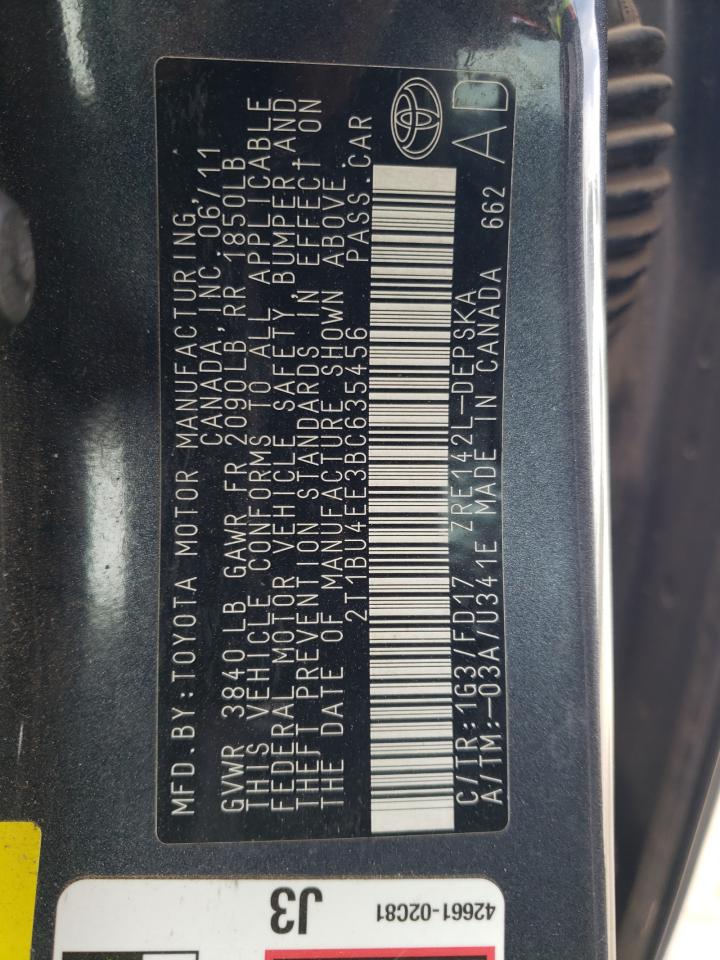 MFD.BY:TOYOTA MOTOR MANUFACTURING,
CANADA,INC.06/11
GVWR 3840LB GAWR FR 2090LB RR 1850LB
THIS VEHICLE CONFORMS TO ALL APPLICABLE
FEDERAL MOTOR VEHICLE SAFETY,BUMPER AND
THEFT PREVENTION STANDARDS IN EFFECT ON
THE DATE OF MANUFACTURE SHOWN ABOVE.
2T1BU4EE3BC635456 PASS.CAR
C/TR:1G3/FD17 ZRE142L-DEPSKA
A/TM:-03A/U341E MADE IN CANADA 662
AD
J3
42661-02C81